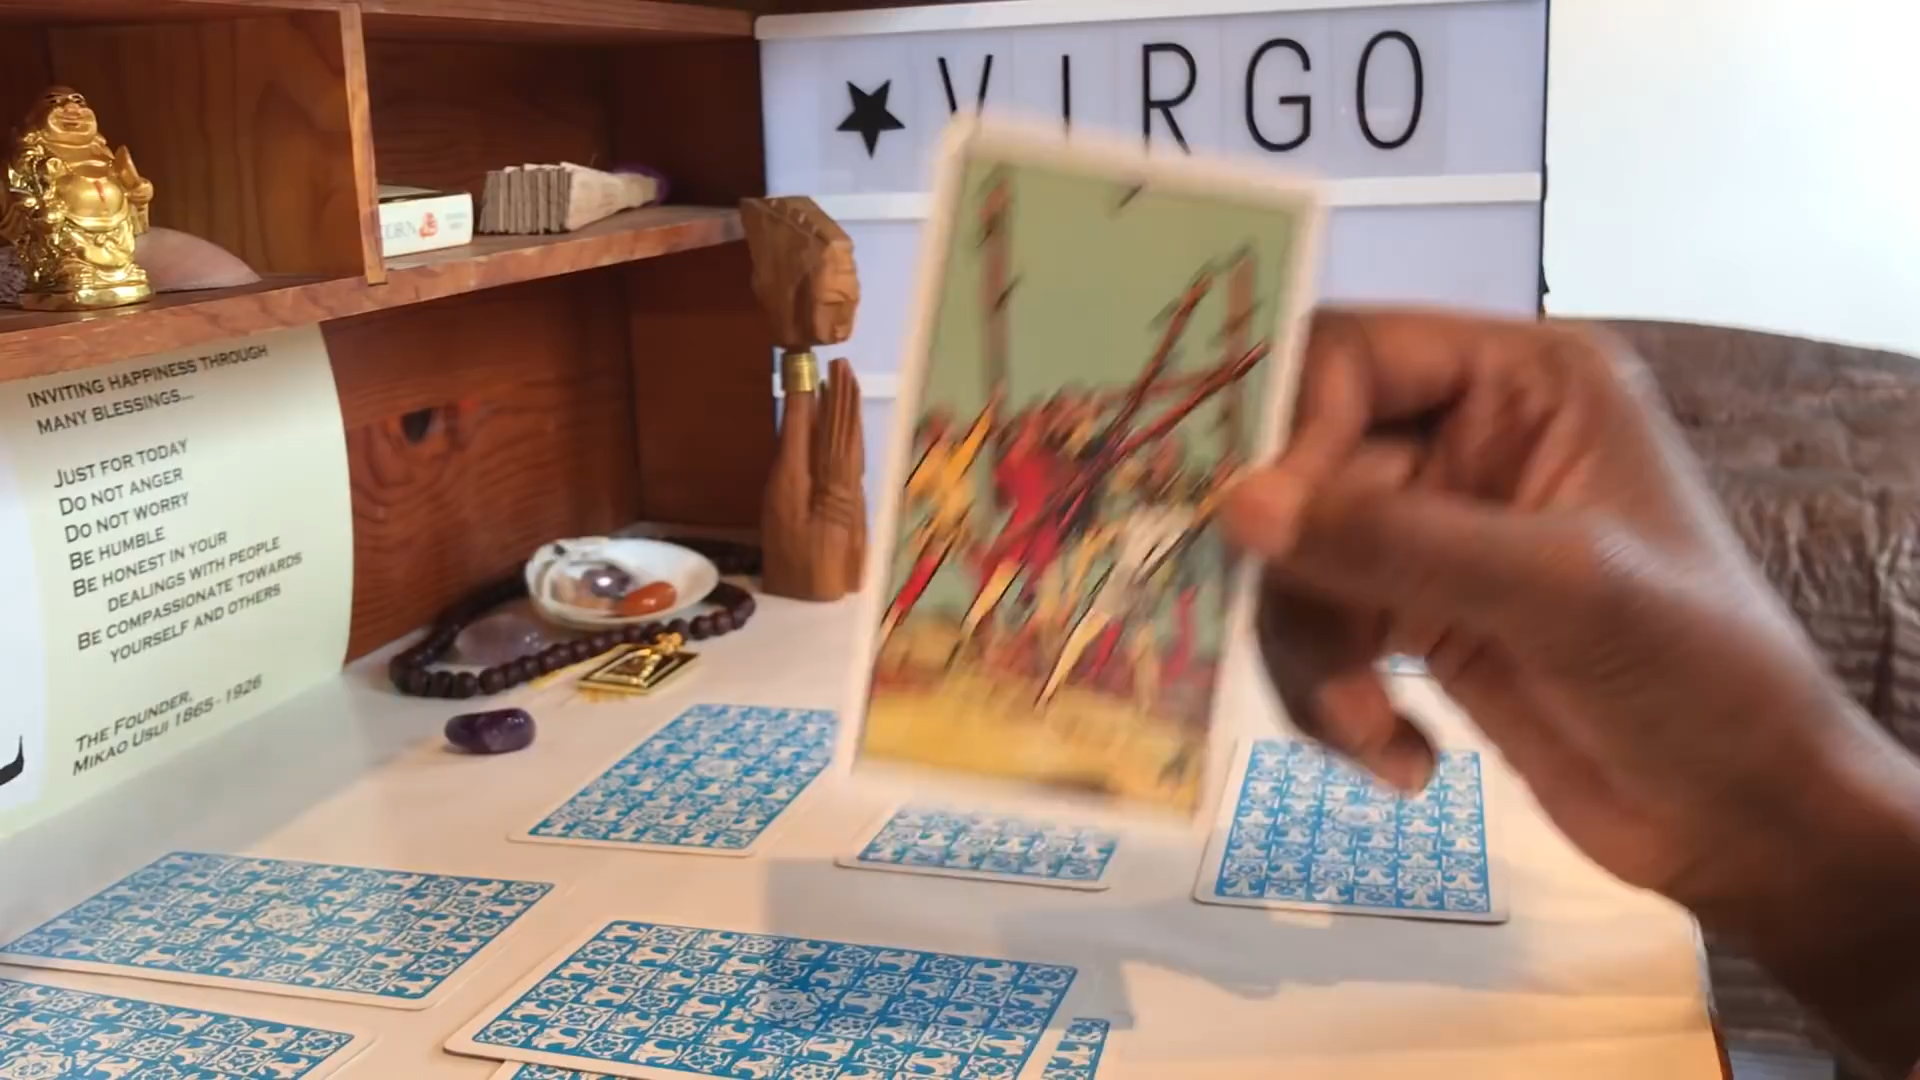 ★ VIRGO
CORN
INVITING HAPPINESS THROUGH
MANY BLESSINGS...
JUST FOR TODAY
DO NOT ANGER
DO NOT WORRY
BE HUMBLE
BE HONEST IN YOUR
DEALINGS WITH PEOPLE
BE COMPASSIONATE TOWARDS
YOURSELF AND OTHERS
THE FOUNDER,
MIKAO USUI 1865-1926